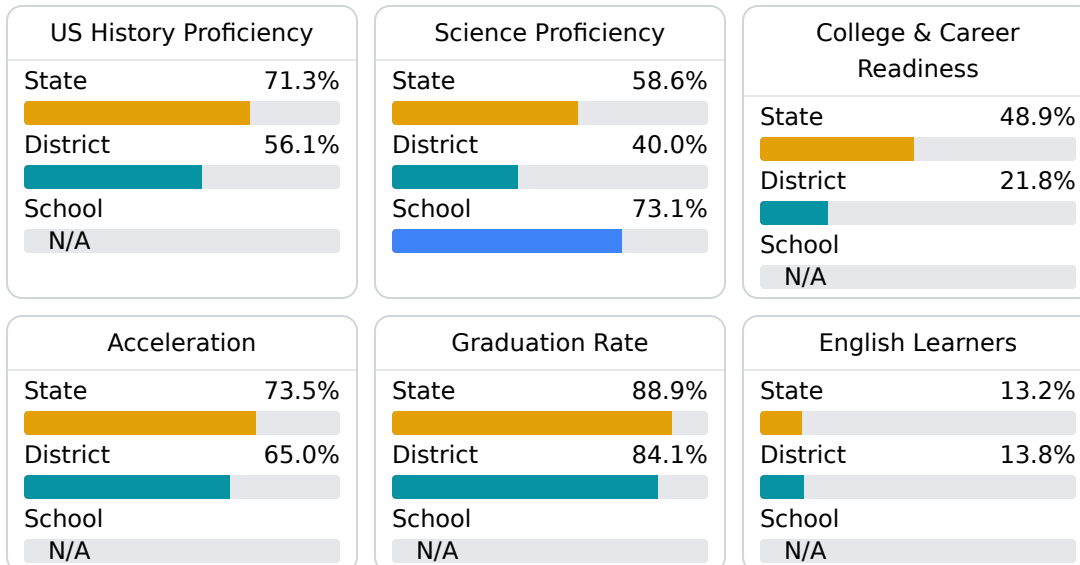 US History Proficiency
State 71.3%
District 56.1%
School
N/A
Science Proficiency
State 58.6%
District 40.0%
School 73.1%
College & Career
Readiness
State 48.9%
District 21.8%
School
N/A
Acceleration
State 73.5%
District 65.0%
School
N/A
Graduation Rate
State 88.9%
District 84.1%
School
N/A
English Learners
State 13.2%
District 13.8%
School
N/A